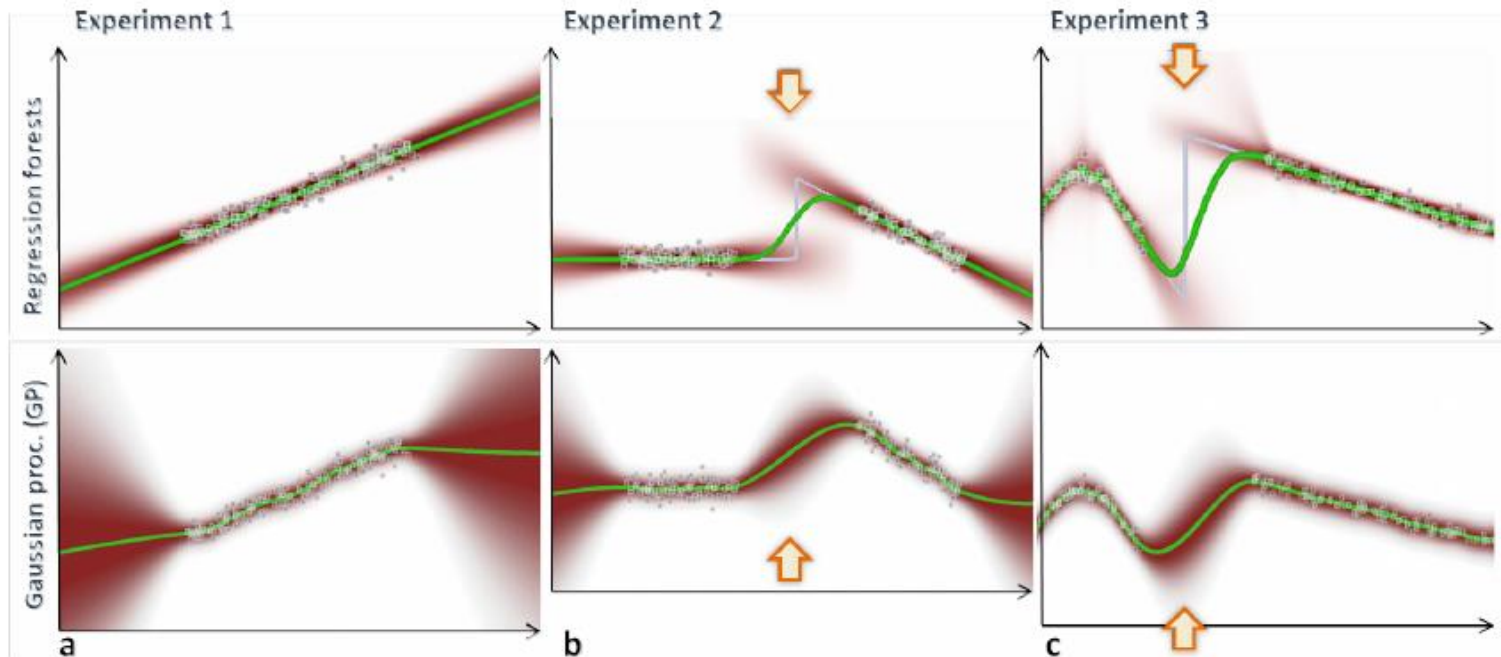 Experiment 1
Experiment 2
Experiment 3
Regression forests
Gaussian proc. (GP)
a
b
c